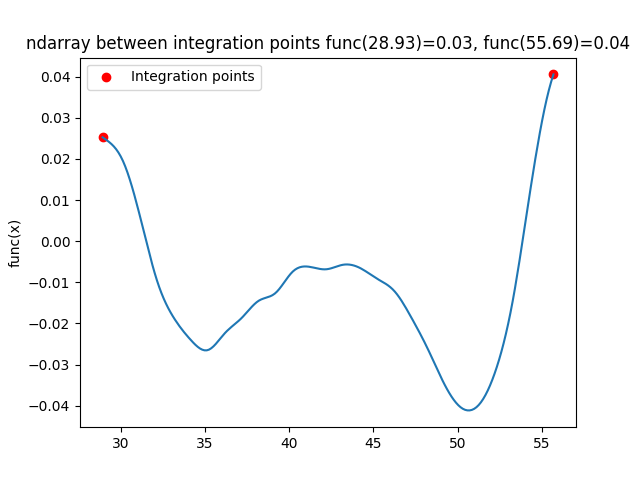 ndarray between integration points func(28.93)=0.03, func(55.69)=0.04
Integration points
func(x)
0.04
0.03
0.02
0.01
0.00
−0.01
−0.02
−0.03
−0.04
30 35 40 45 50 55